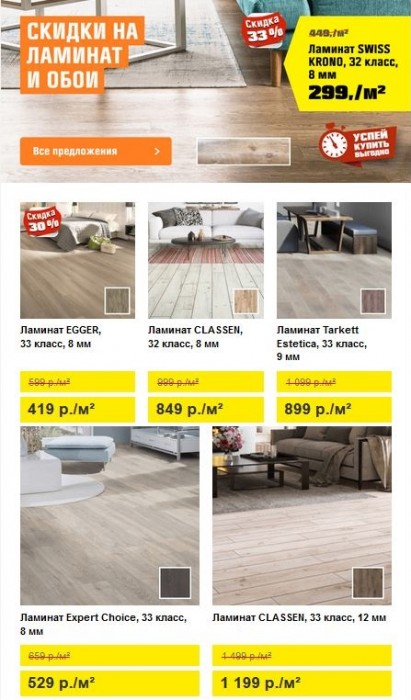 СКИДКИ НА
ЛАМИНАТ
И ОБОИ
Все предложения >
Скидка
33%
449,/м²
Ламинат SWISS
KRONO, 32 класс,
8 мм
299,/м²
УСПЕЙ
КУПИТЬ
ВЫГОДНО
Скидка
30%
Ламинат EGGER,
33 класс, 8 мм
599 р./м²
419 р./м²
Ламинат CLASSEN,
32 класс, 8 мм
999 р./м²
849 р./м²
Ламинат Tarkett
Estetica, 33 класс,
9 мм
1 099 р./м²
899 р./м²
Ламинат Expert Choice, 33 класс,
8 мм
659 р./м²
529 р./м²
Ламинат CLASSEN, 33 класс, 12 мм
1 499 р./м²
1 199 р./м²